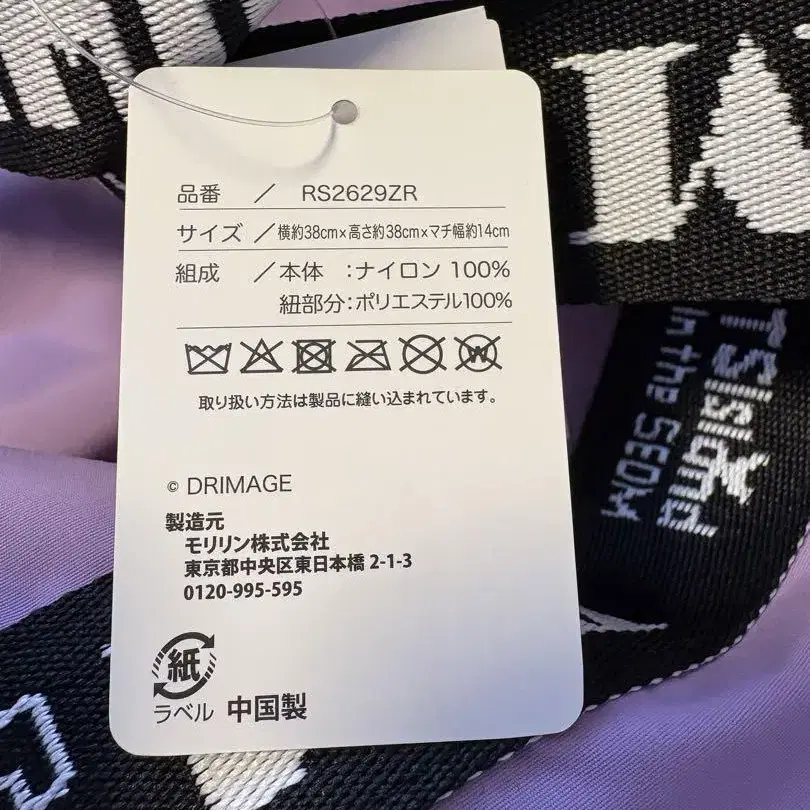 品番 / RS2629ZR
サイズ / 横約38cm×高さ約38cm×マチ幅約14cm
組成 / 本体 :ナイロン 100%
紐部分:ポリエステル100%
W
取り扱い方法は製品に縫い込まれています。
© DRIMAGE
製造元
モリリン株式会社
東京都中央区東日本橋 2-1-3
0120-995-595
紙
ラベル 中国製
in the SEOM